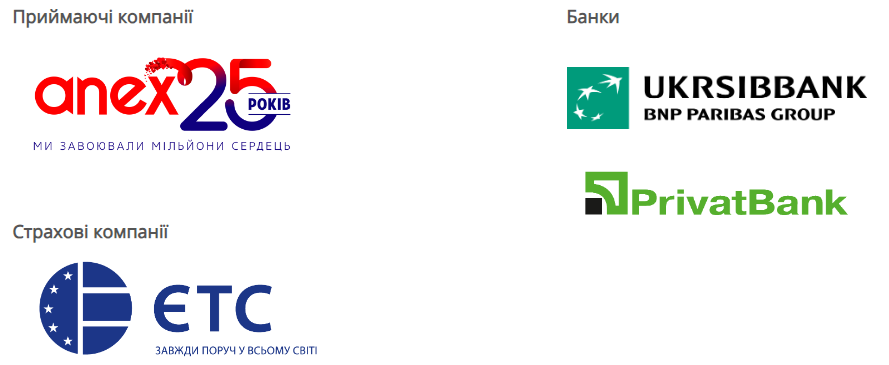 Приймаючі компанії
anex 25
РОКІВ
МИ ЗАВОЮВАЛИ МІЛЬЙОНИ СЕРДЕЦЬ
Страхові компанії
ЄТС
ЗАВЖДИ ПОРУЧ У ВСЬОМУ СВІТІ
Банки
UKRSIBBANK
BNP PARIBAS GROUP
PrivatBank